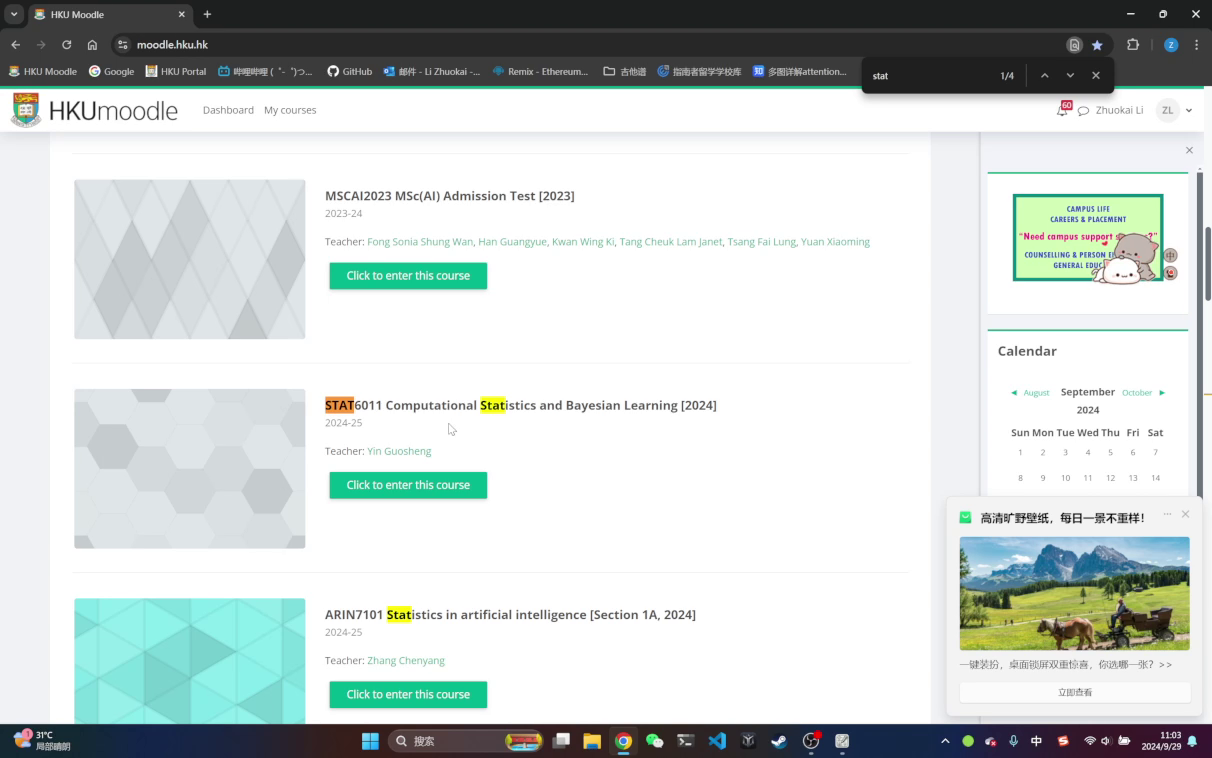 moodle.hku.hk
HKU Moodle
HKU Portal
哔哩哔哩 ( ゜- ゜)つ...
Github
邮件 - Li Zhuokai -...
Remix - Ethereum...
吉他谱
指南者留学学校库
多图详解attention...
stat
1/4
HKUmoodle
Dashboard
My courses
60
Zhuokai Li
ZL
MSCAI2023 MSc(AI) Admission Test [2023]
2023-24
Teacher: Fong Sonia Shung Wan, Han Guangyue, Kwan Wing Ki, Tang Cheuk Lam Janet, Tsang Fai Lung, Yuan Xiaoming
Click to enter this course
STAT6011 Computational Statistics and Bayesian Learning [2024]
2024-25
Teacher: Yin Guosheng
Click to enter this course
ARIN7101 Statistics in artificial intelligence [Section 1A, 2024]
2024-25
Teacher: Zhang Chenyang
Click to enter this course
CAMPUS LIFE
CAREERS & PLACEMENT
"Need campus support ?"
COUNSELLING & PERSON
GENERAL EDUC
中
Calendar
◄ August September October ►
2024
Sun Mon Tue Wed Thu Fri Sat
1 2 3 4 5 6 7
8 9 10 11 12 13 14
高清旷野壁纸，每日一景不重样！
一键装扮，桌面锁屏双重惊喜，你选哪一张？>>
立即查看
31°C
局部多云
搜索
中
11:03
2024/9/29